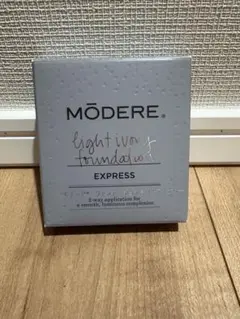 MŌDERE®
light ivory
foundation
EXPRESS
2-way application for
a smooth, luminous complexion